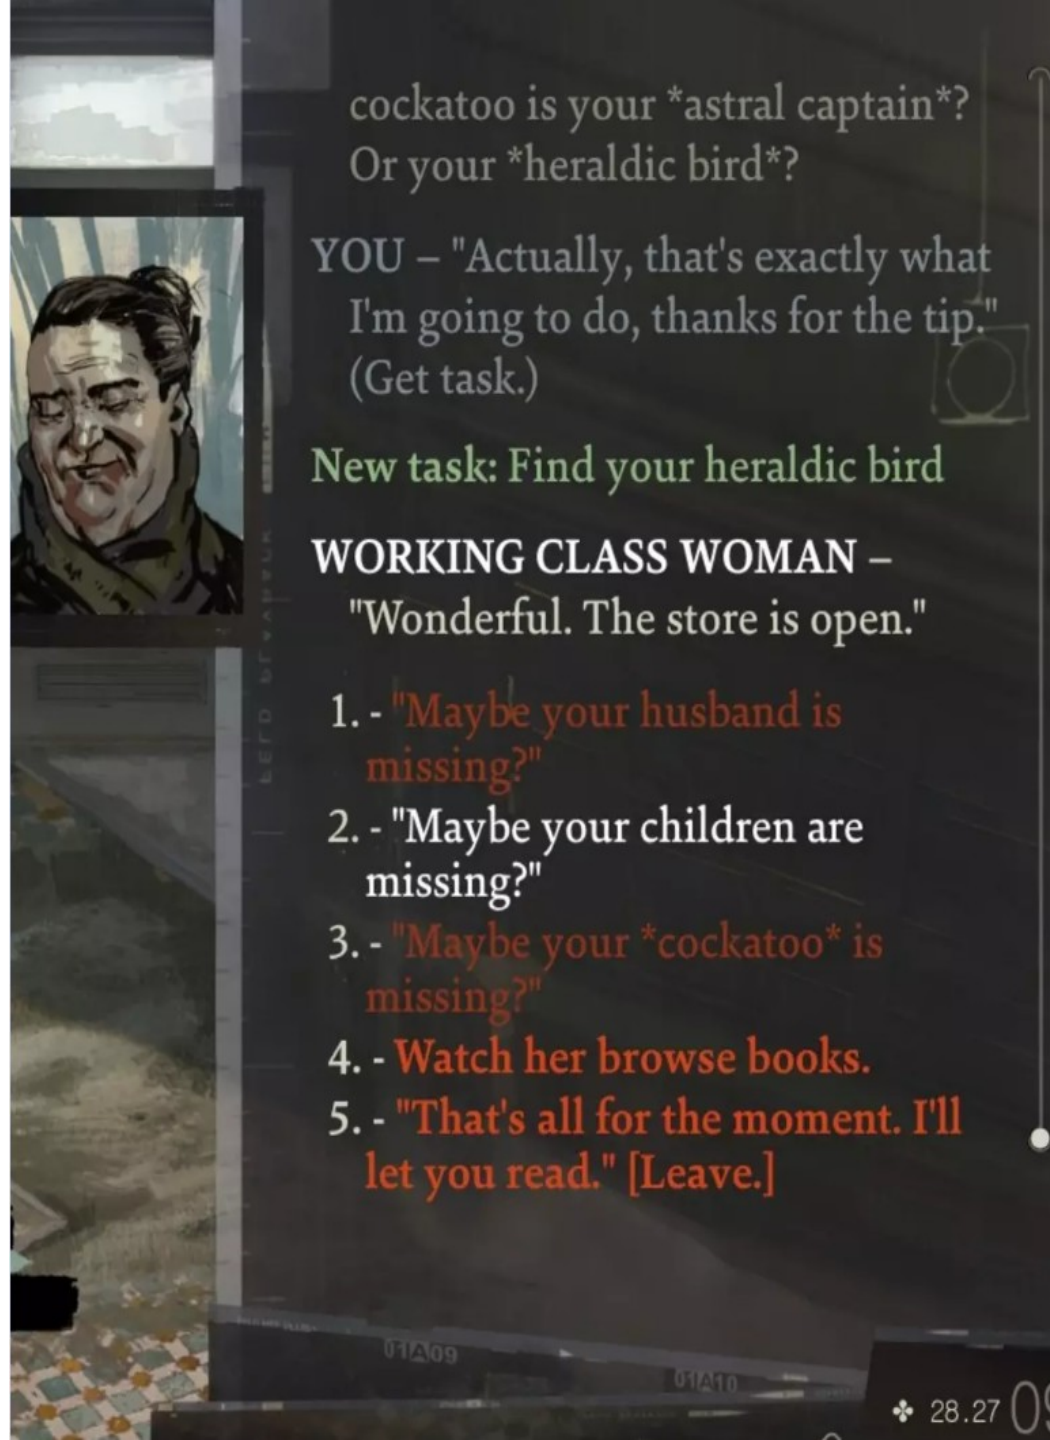 cockatoo is your *astral captain*?
Or your *heraldic bird*?
YOU – "Actually, that's exactly what
I'm going to do, thanks for the tip."
(Get task.)
New task: Find your heraldic bird
WORKING CLASS WOMAN –
"Wonderful. The store is open."
1. - "Maybe your husband is
missing?"
2. - "Maybe your children are
missing?"
3. - "Maybe your *cockatoo* is
missing?"
4. - Watch her browse books.
5. - "That's all for the moment. I'll
let you read." [Leave.]
01A09
01A10
28.27